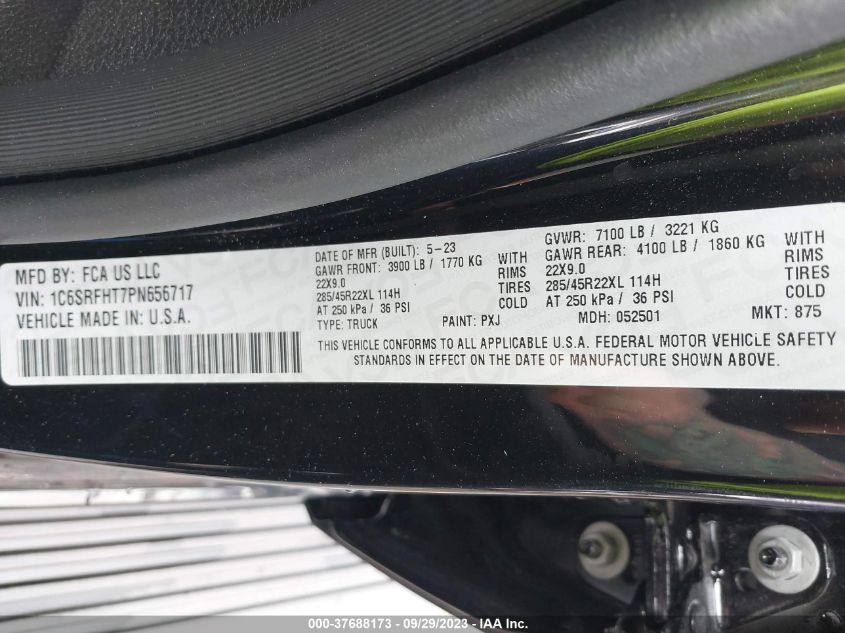 MFD BY: FCA US LLC
VIN: 1C6SRFHT7PN656717
VEHICLE MADE IN: U.S.A.
DATE OF MFR (BUILT): 5-23
GAWR FRONT: 3900 LB / 1770 KG WITH
22X9.0 RIMS
285/45R22XL 114H TIRES
AT 250 kPa / 36 PSI COLD
TYPE: TRUCK PAINT: PXJ
GVWR: 7100 LB / 3221 KG
GAWR REAR: 4100 LB / 1860 KG WITH
22X9.0 RIMS
285/45R22XL 114H TIRES
AT 250 kPa / 36 PSI COLD
MDH: 052501 MKT: 875
THIS VEHICLE CONFORMS TO ALL APPLICABLE U.S.A. FEDERAL MOTOR VEHICLE SAFETY
STANDARDS IN EFFECT ON THE DATE OF MANUFACTURE SHOWN ABOVE.
000-37688173 - 09/29/2023 - IAA Inc.